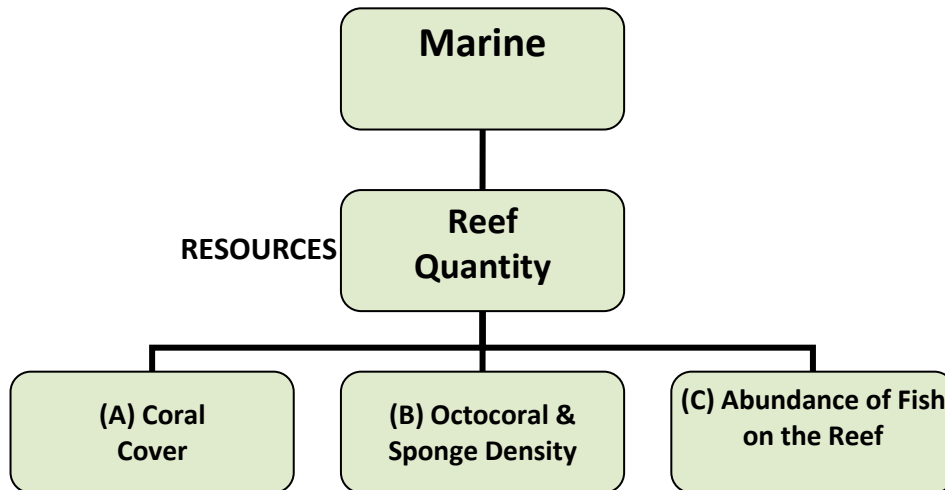 Marine
RESOURCES
Reef
Quantity
(A) Coral
Cover
(B) Octocoral &
Sponge Density
(C) Abundance of Fish
on the Reef